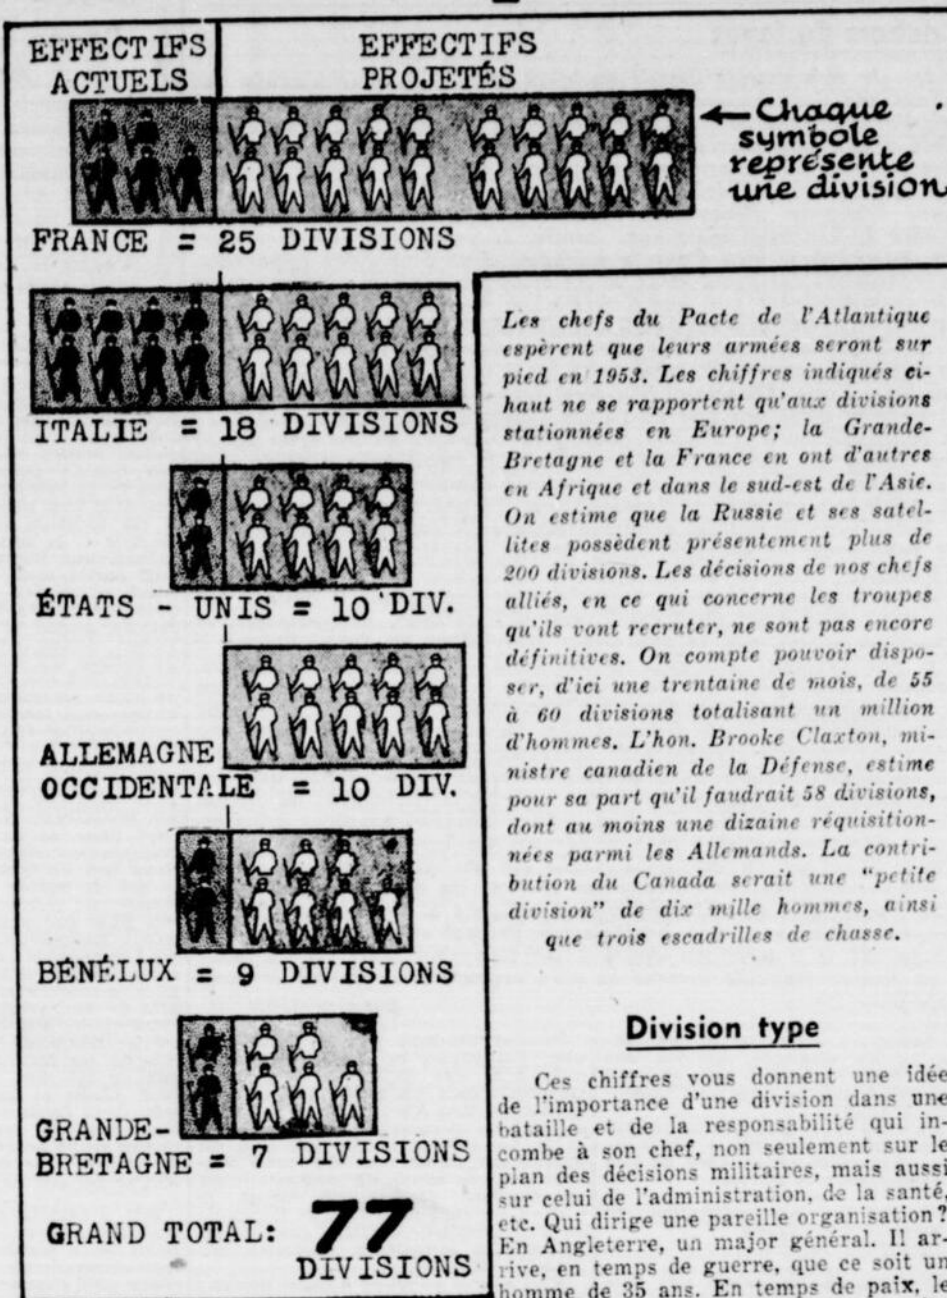 EFFECTIFS
ACTUELS
EFFECTIFS
PROJETÉS
← Chaque
symbole
représente
une division
FRANCE = 25 DIVISIONS
ITALIE = 18 DIVISIONS
ÉTATS - UNIS = 10 DIV.
ALLEMAGNE
OCCIDENTALE = 10 DIV.
BÉNÉLUX = 9 DIVISIONS
GRANDE-
BRETAGNE = 7 DIVISIONS
GRAND TOTAL: 77
DIVISIONS
Les chefs du Pacte de l'Atlantique
espèrent que leurs armées seront sur
pied en 1953. Les chiffres indiqués ci-
haut ne se rapportent qu'aux divisions
stationnées en Europe; la Grande-
Bretagne et la France en ont d'autres
en Afrique et dans le sud-est de l'Asie.
On estime que la Russie et ses satel-
lites possèdent présentement plus de
200 divisions. Les décisions de nos chefs
alliés, en ce qui concerne les troupes
qu'ils vont recruter, ne sont pas encore
définitives. On compte pouvoir dispo-
ser, d'ici une trentaine de mois, de 55
à 60 divisions totalisant un million
d'hommes. L'hon. Brooke Claxton, mi-
nistre canadien de la Défense, estime
pour sa part qu'il faudrait 58 divisions,
dont au moins une dizaine réquisition-
nées parmi les Allemands. La contri-
bution du Canada serait une "petite
division" de dix mille hommes, ainsi
que trois escadrilles de chasse.
Division type
Ces chiffres vous donnent une idée
de l'importance d'une division dans une
bataille et de la responsabilité qui in-
combe à son chef, non seulement sur le
plan des décisions militaires, mais aussi
sur celui de l'administration, de la santé,
etc. Qui dirige une pareille organisation?
En Angleterre, un major général. Il ar-
rive, en temps de guerre, que ce soit un
homme de 35 ans. En temps de paix, le